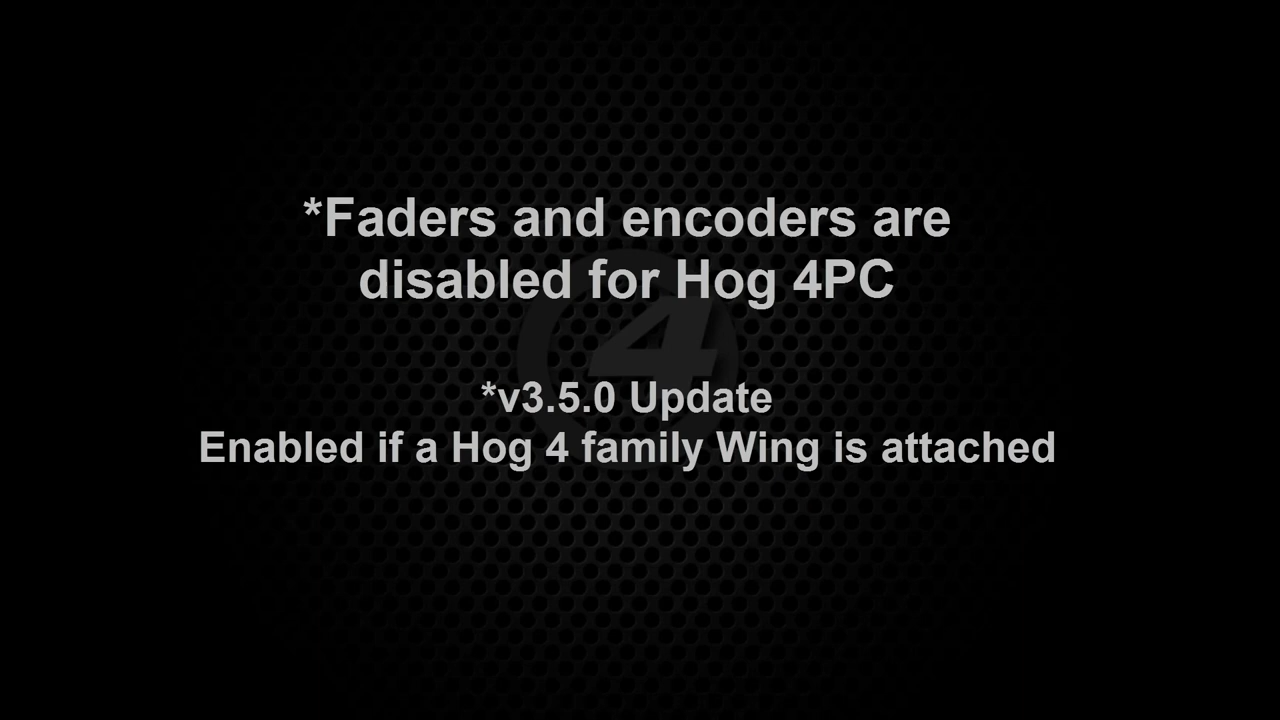 *Faders and encoders are
disabled for Hog 4PC
4
*v3.5.0 Update
Enabled if a Hog 4 family Wing is attached